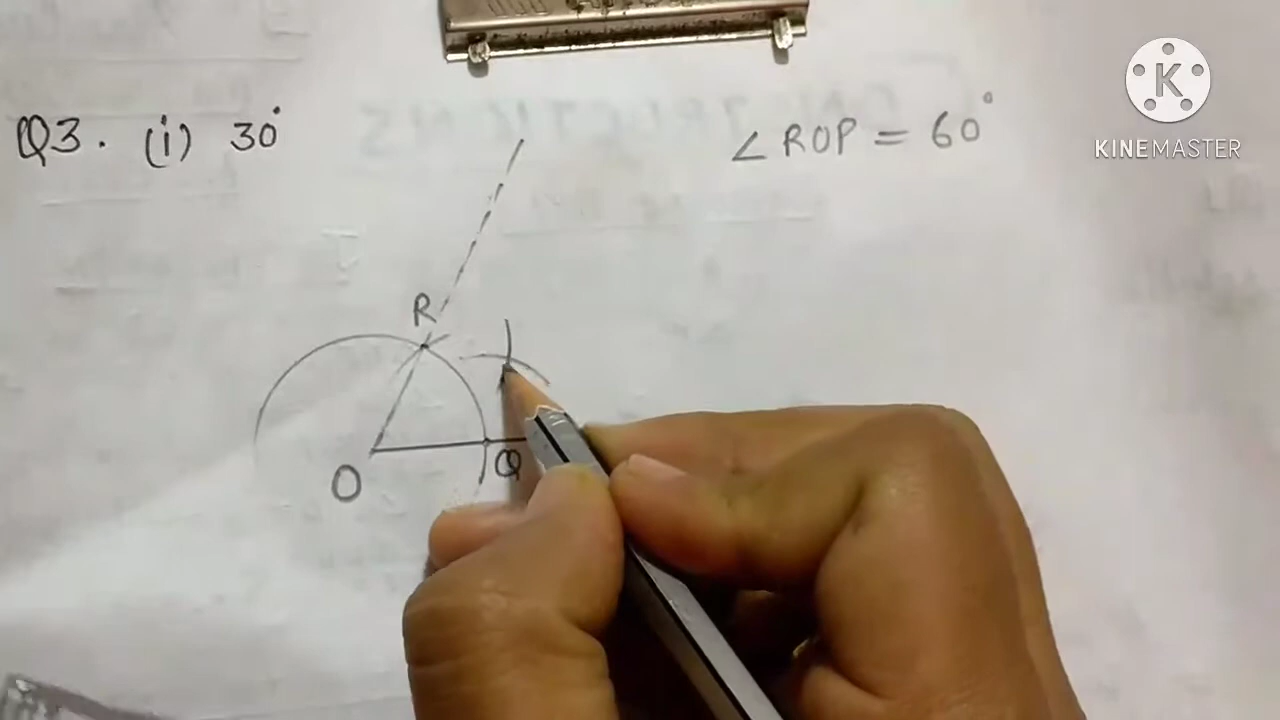 Q3. (i) 30°
∠ROP = 60°
K
KINEMASTER
R
O
Q